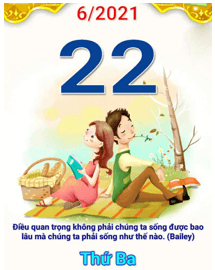 6/2021
22
Điều quan trọng không phải chúng ta sống được bao
lâu mà chúng ta phải sống như thế nào. (Bailey)
Thứ Ba